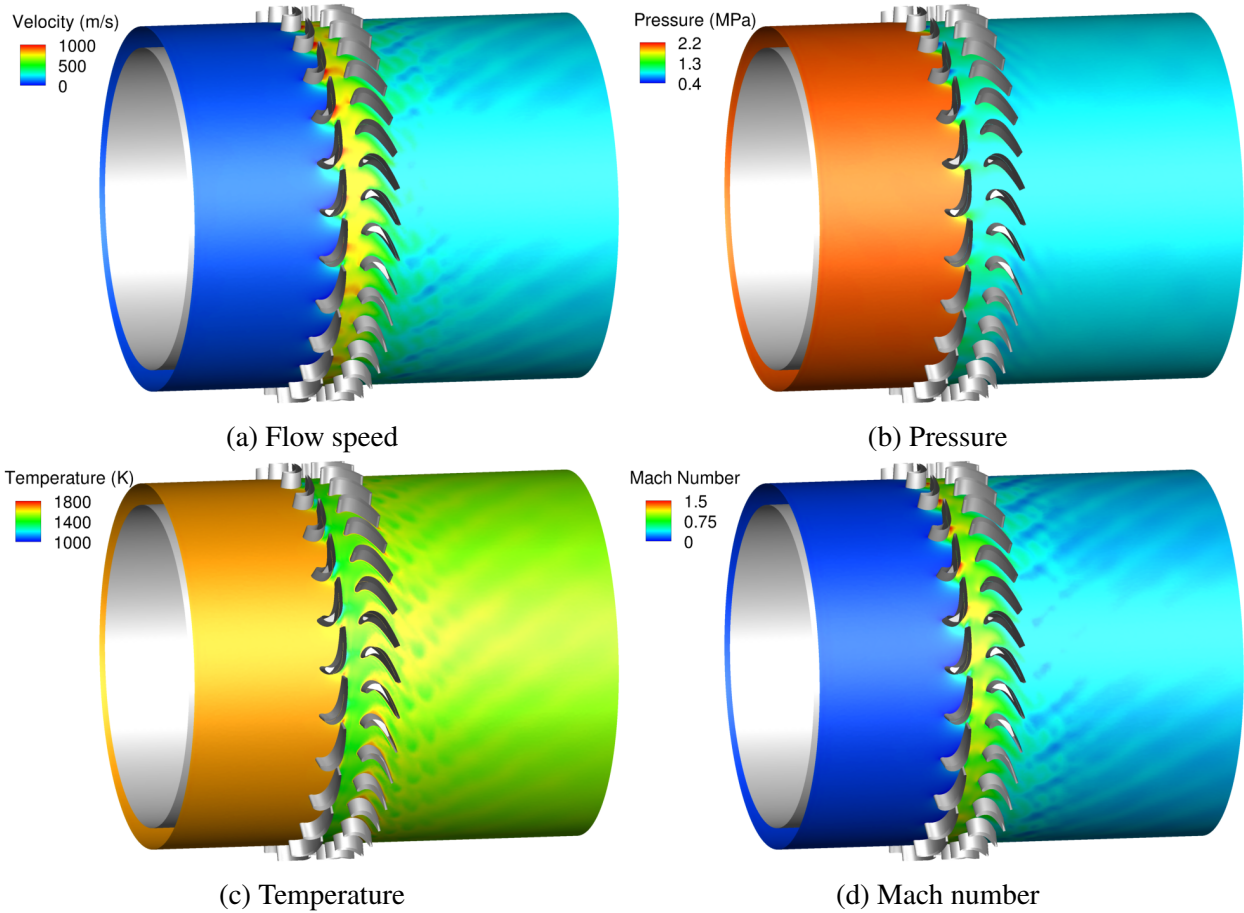 Velocity (m/s)
1000
500
0
(a) Flow speed
Pressure (MPa)
2.2
1.3
0.4
(b) Pressure
Temperature (K)
1800
1400
1000
(c) Temperature
Mach Number
1.5
0.75
0
(d) Mach number